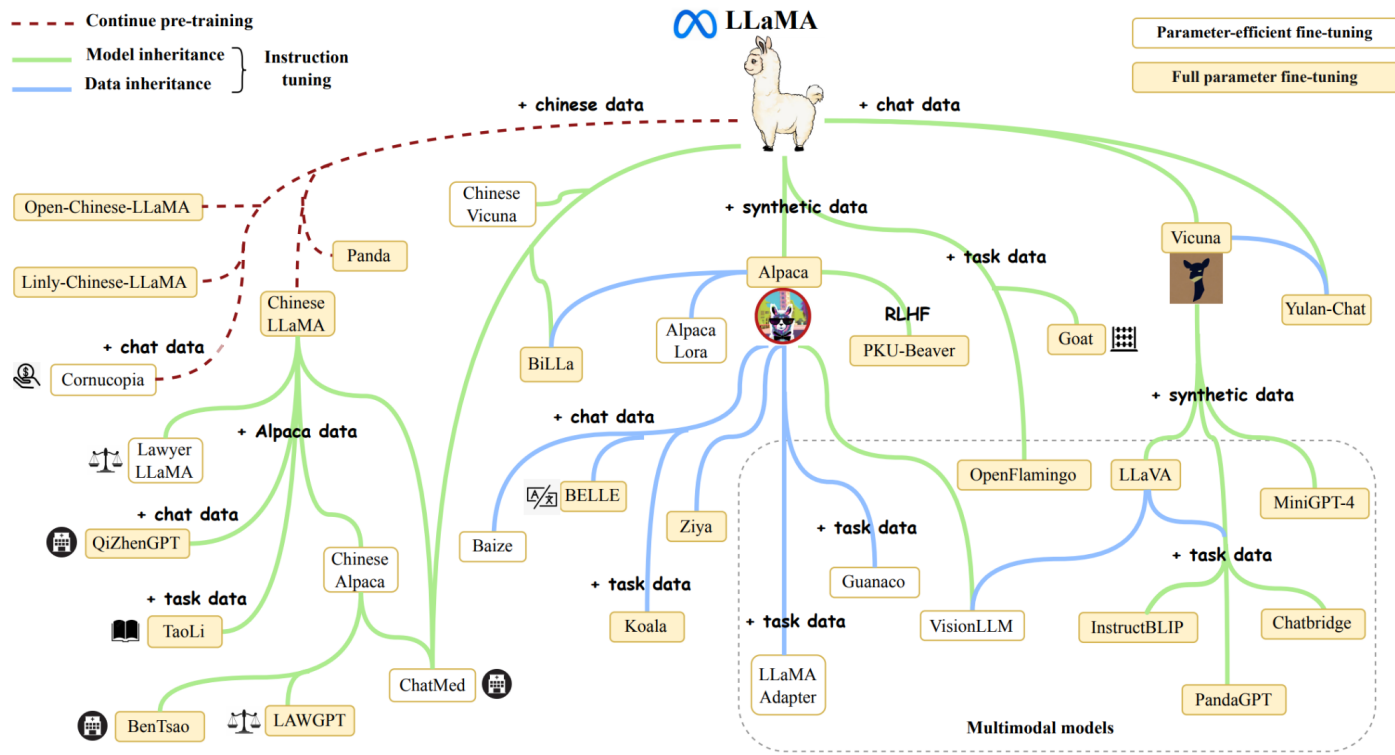 Continue pre-training
Model inheritance
Data inheritance
Instruction
tuning
LLaMA
Parameter-efficient fine-tuning
Full parameter fine-tuning
+ chinese data
+ chat data
Chinese
Vicuna
+ synthetic data
Open-Chinese-LLaMA
Panda
Linly-Chinese-LLaMA
Chinese
LLaMA
+ chat data
Cornucopia
Alpaca
+ task data
Vicuna
Yulan-Chat
BiLLa
Alpaca
Lora
RLHF
PKU-Beaver
Goat
+ synthetic data
Lawyer
LLaMA
+ Alpaca data
+ chat data
BELLE
A/文
Ziya
OpenFlamingo
LLaVA
MiniGPT-4
+ chat data
QiZhenGPT
Chinese
Alpaca
Baize
+ task data
Guanaco
+ task data
+ task data
TaoLi
+ task data
Koala
+ task data
VisionLLM
InstructBLIP
Chatbridge
ChatMed
LLaMA
Adapter
PandaGPT
BenTsao
LAWGPT
Multimodal models